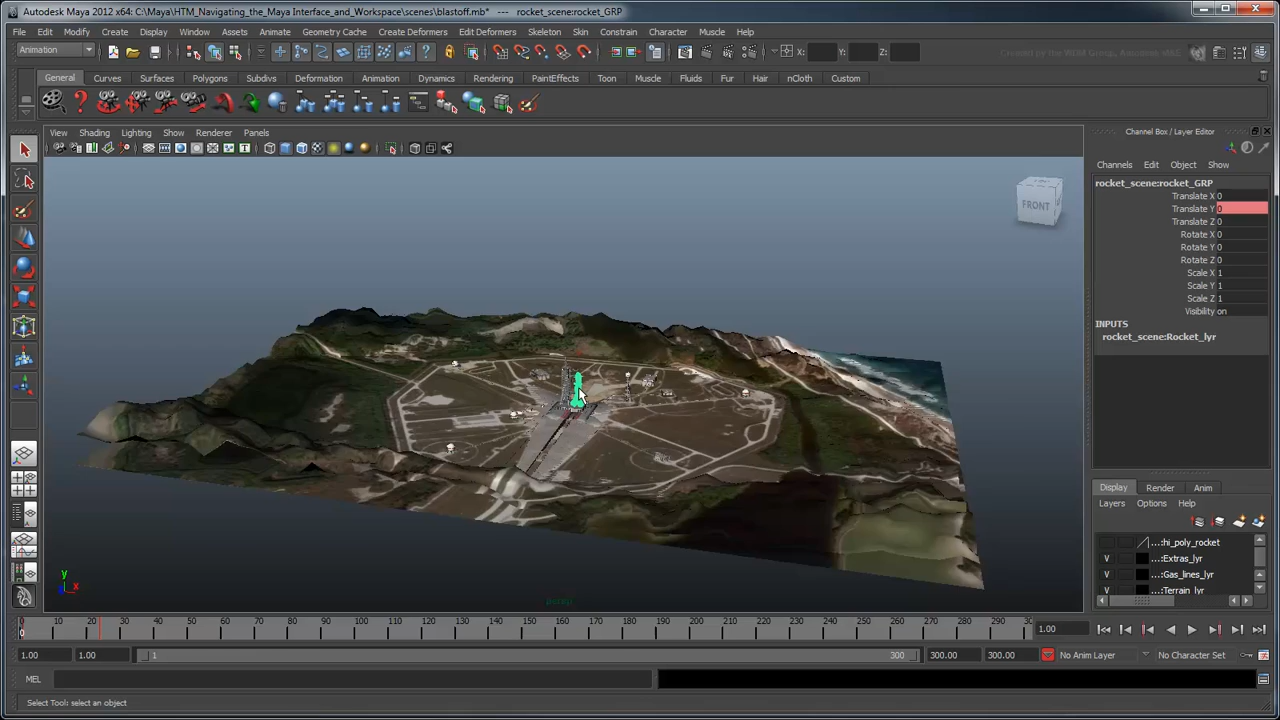 Autodesk Maya 2012 x64: C:\Maya\HTM_Navigating_the_Maya Interface_and_Workspace\scenes\blastoff.mb*   ---   rocket_scene:rocket_GRP
File Edit Modify Create Display Window Assets Animate Geometry Cache Create Deformers Edit Deformers Skeleton Skin Constrain Character Muscle Help
Animation X: Y: Z:
General Curves Surfaces Polygons Subdivs Deformation Animation Dynamics Rendering PaintEffects Toon Muscle Fluids Fur Hair nCloth Custom
View Shading Lighting Show Renderer Panels
FRONT
Channel Box / Layer Editor
Channels Edit Object Show
rocket_scene:rocket_GRP
Translate X 0
Translate Y 0
Translate Z 0
Rotate X 0
Rotate Y 0
Rotate Z 0
Scale X 1
Scale Y 1
Scale Z 1
Visibility on
INPUTS
rocket_scene:Rocket_lyr
Display Render Anim
Layers Options Help
...:hi_poly_rocket
V ...:Extras_lyr
V ...:Gas_lines_lyr
V ...:Terrain_lyr
y
x
persp
0 10 20 30 40 50 60 70 80 90 100 110 120 130 140 150 160 170 180 190 200 210 220 230 240 250 260 270 280 290 30
0
1.00
1.00 1.00 1 300 300.00 300.00 No Anim Layer No Character Set
MEL
Select Tool: select an object